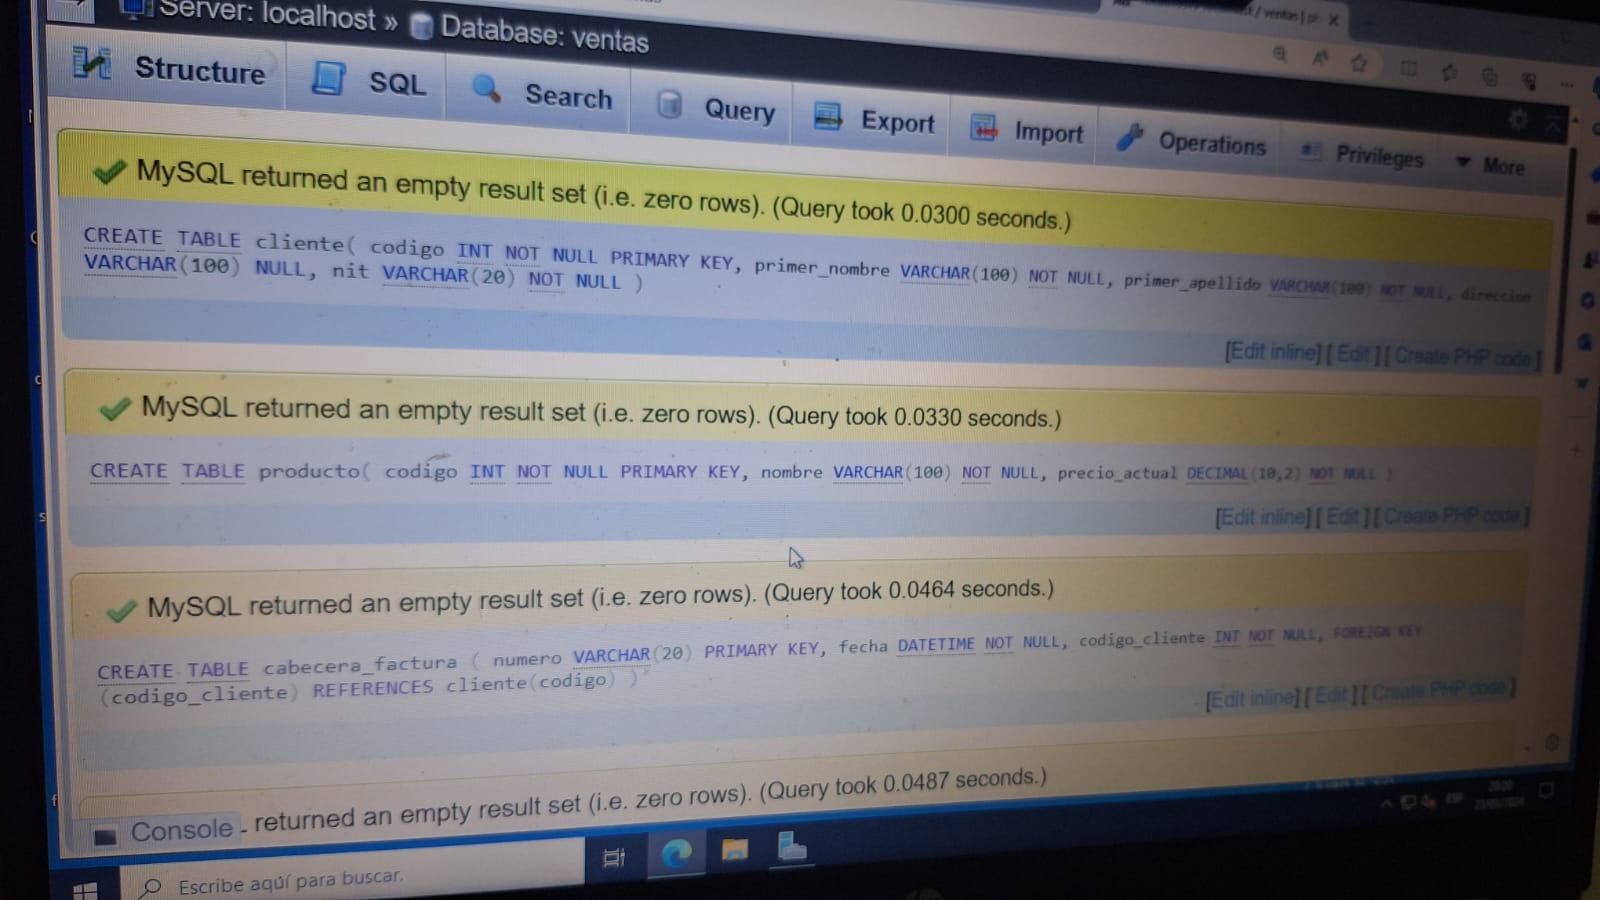 Server: localhost » Database: ventas
Structure SQL Search Query Export Import Operations Privileges More
MySQL returned an empty result set (i.e. zero rows). (Query took 0.0300 seconds.)
CREATE TABLE cliente( codigo INT NOT NULL PRIMARY KEY, primer_nombre VARCHAR(100) NOT NULL, primer_apellido VARCHAR(100) NOT NULL, direccion
VARCHAR(100) NULL, nit VARCHAR(20) NOT NULL )
[Edit inline] [ Edit ] [ Create PHP code ]
MySQL returned an empty result set (i.e. zero rows). (Query took 0.0330 seconds.)
CREATE TABLE producto( codigo INT NOT NULL PRIMARY KEY, nombre VARCHAR(100) NOT NULL, precio_actual DECIMAL(10,2) NOT NULL )
[Edit inline] [ Edit ] [ Create PHP code ]
MySQL returned an empty result set (i.e. zero rows). (Query took 0.0464 seconds.)
CREATE TABLE cabecera_factura ( numero VARCHAR(20) PRIMARY KEY, fecha DATETIME NOT NULL, codigo_cliente INT NOT NULL, FOREIGN KEY
(codigo_cliente) REFERENCES cliente(codigo) )
[Edit inline] [ Edit ] [ Create PHP code ]
returned an empty result set (i.e. zero rows). (Query took 0.0487 seconds.)
Console
ESP
Escribe aquí para buscar.